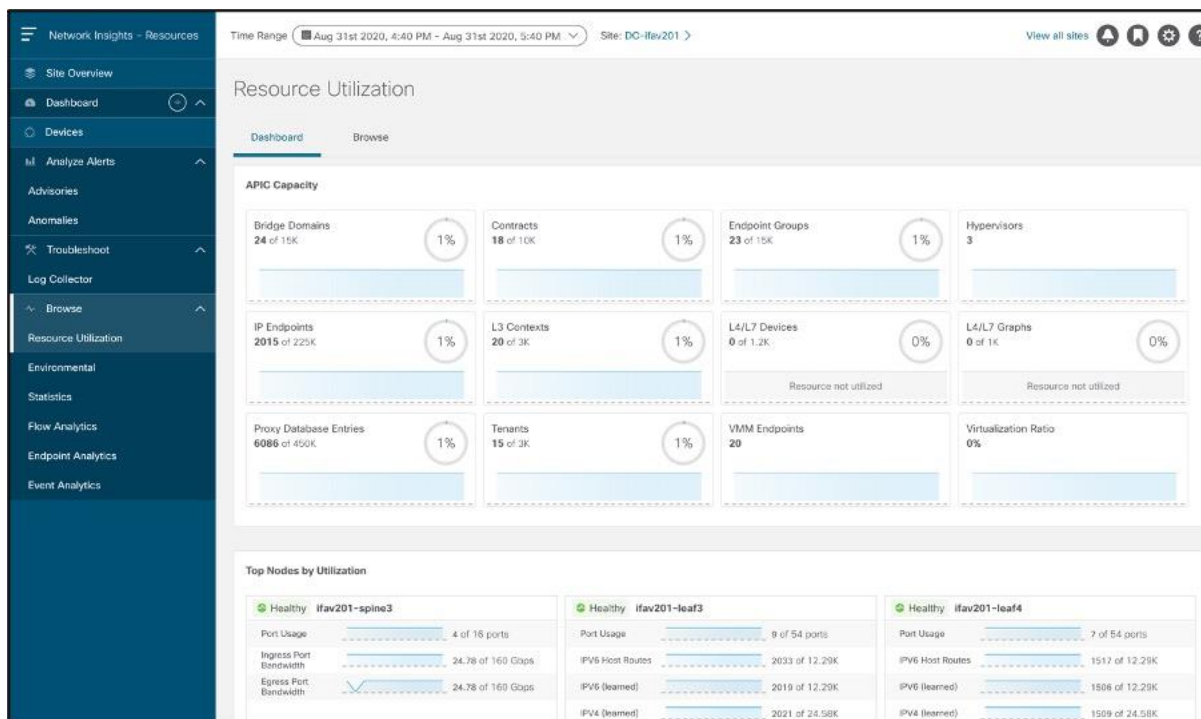 Network Insights - Resources
Time Range
Aug 31st 2020, 4:40 PM - Aug 31st 2020, 5:40 PM
Site: DC-ifav201
View all sites
Site Overview
Dashboard
Devices
Analyze Alerts
Advisories
Anomalies
Troubleshoot
Log Collector
Browse
Resource Utilization
Environmental
Statistics
Flow Analytics
Endpoint Analytics
Event Analytics
Resource Utilization
Dashboard
Browse
APIC Capacity
Bridge Domains
24 of 15K
1%
Contracts
18 of 10K
1%
Endpoint Groups
23 of 15K
1%
Hypervisors
3
IP Endpoints
2015 of 225K
1%
L3 Contexts
20 of 3K
1%
L4/L7 Devices
0 of 1.2K
0%
Resource not utilized
L4/L7 Graphs
0 of 1K
0%
Resource not utilized
Proxy Database Entries
6086 of 450K
1%
Tenants
15 of 3K
1%
VMM Endpoints
20
Virtualization Ratio
0%
Top Nodes by Utilization
Healthy ifav201-spine3
Port Usage 4 of 16 ports
Ingress Port
Bandwidth
24.78 of 160 Gbps
Egress Port
Bandwidth
24.78 of 160 Gbps
Healthy ifav201-leaf3
Port Usage 9 of 54 ports
IPV6 Host Routes 2033 of 12.29K
IPV6 (learned) 2019 of 12.29K
IPV4 (learned) 2021 of 24.58K
Healthy ifav201-leaf4
Port Usage 7 of 54 ports
IPV6 Host Routes 1517 of 12.29K
IPV6 (learned) 1506 of 12.29K
IPV4 (learned) 1509 of 24.58K